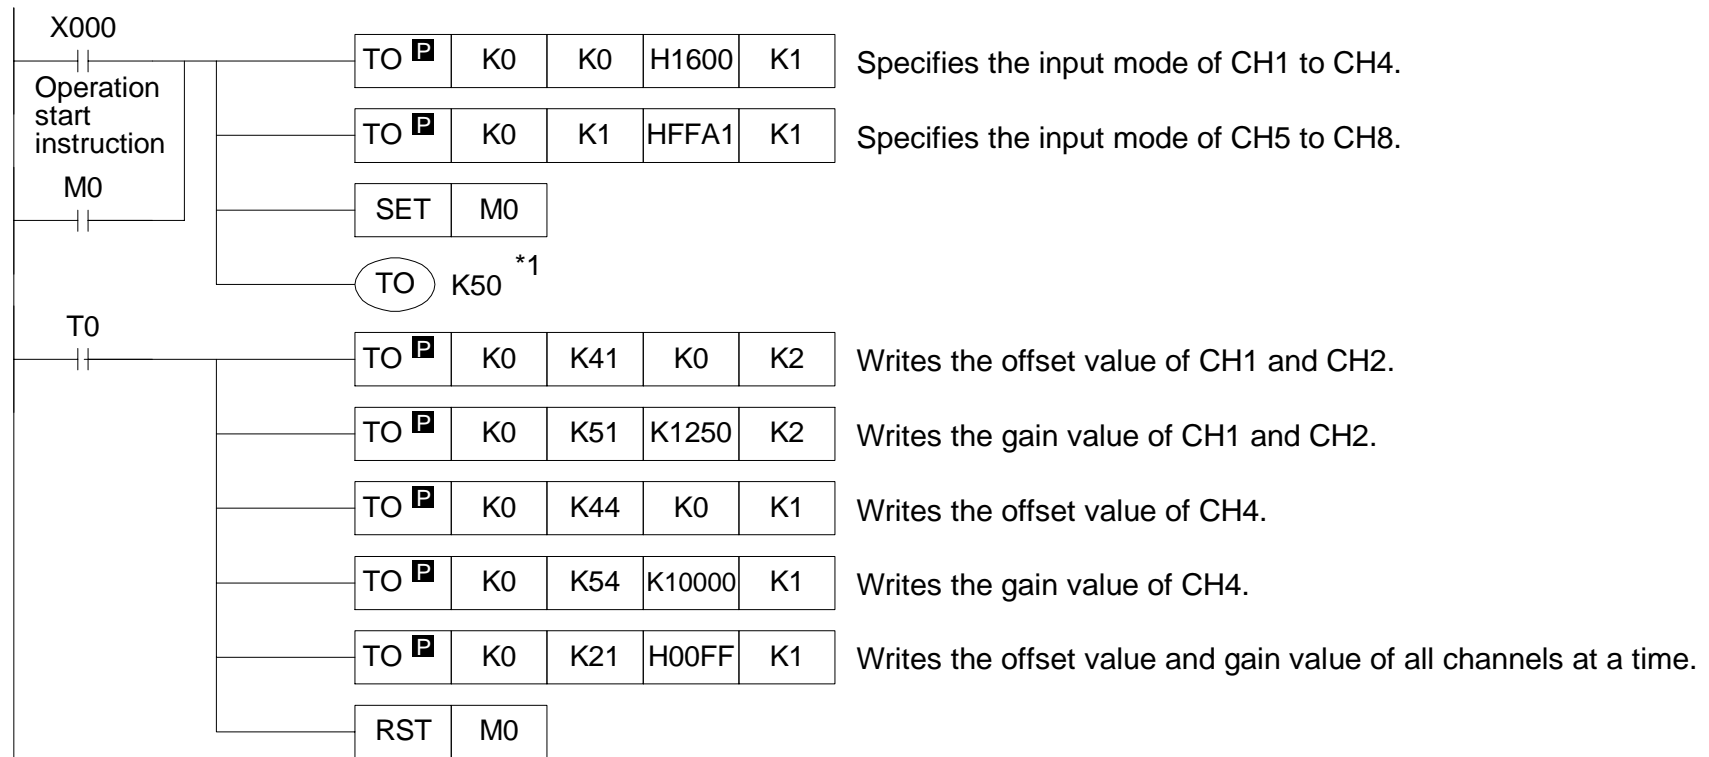 X000
TO P K0 K0 H1600 K1 Specifies the input mode of CH1 to CH4.
Operation
start
instruction
TO P K0 K1 HFFA1 K1 Specifies the input mode of CH5 to CH8.
M0
SET M0
TO K50 *1
T0
TO P K0 K41 K0 K2 Writes the offset value of CH1 and CH2.
TO P K0 K51 K1250 K2 Writes the gain value of CH1 and CH2.
TO P K0 K44 K0 K1 Writes the offset value of CH4.
TO P K0 K54 K10000 K1 Writes the gain value of CH4.
TO P K0 K21 H00FF K1 Writes the offset value and gain value of all channels at a time.
RST M0